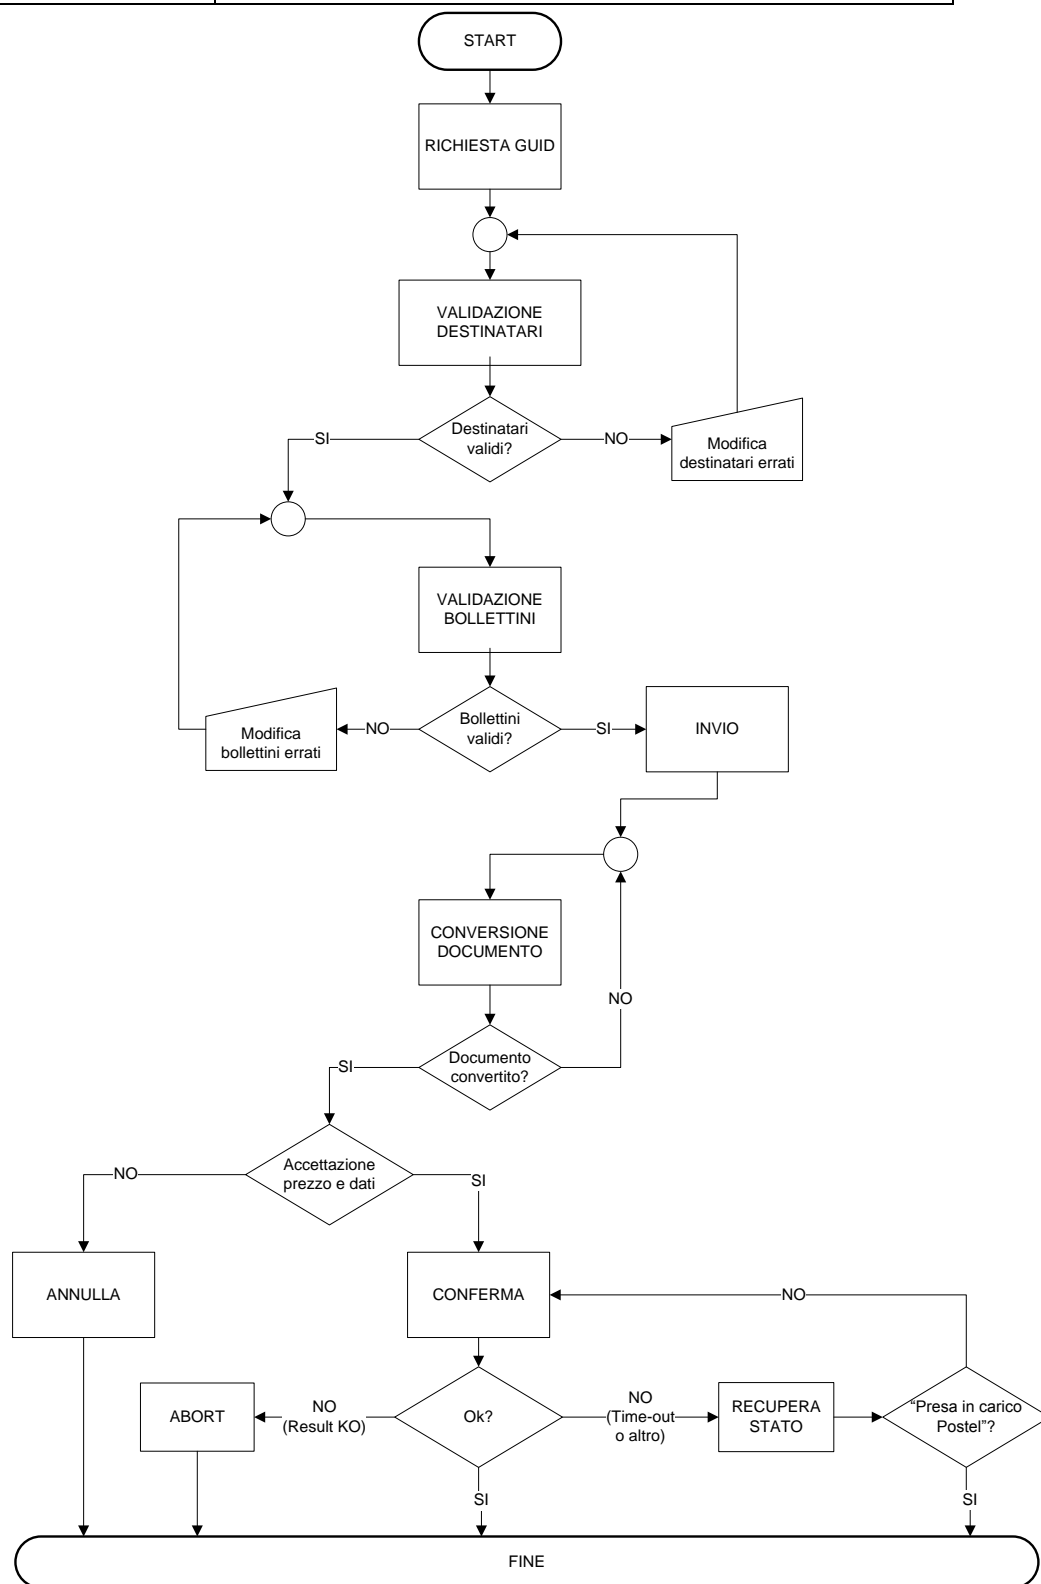 START
RICHIESTA GUID
VALIDAZIONE
DESTINATARI
Destinatari
validi?
SI
NO
Modifica
destinatari errati
VALIDAZIONE
BOLLETTINI
Modifica
bollettini errati
NO
Bollettini
validi?
SI
INVIO
CONVERSIONE
DOCUMENTO
NO
Documento
convertito?
SI
Accettazione
prezzo e dati
NO
SI
ANNULLA
CONFERMA
NO
ABORT
NO
(Result KO)
Ok?
NO
(Time-out
o altro)
RECUPERA
STATO
“Presa in carico
Postel”?
SI
SI
FINE